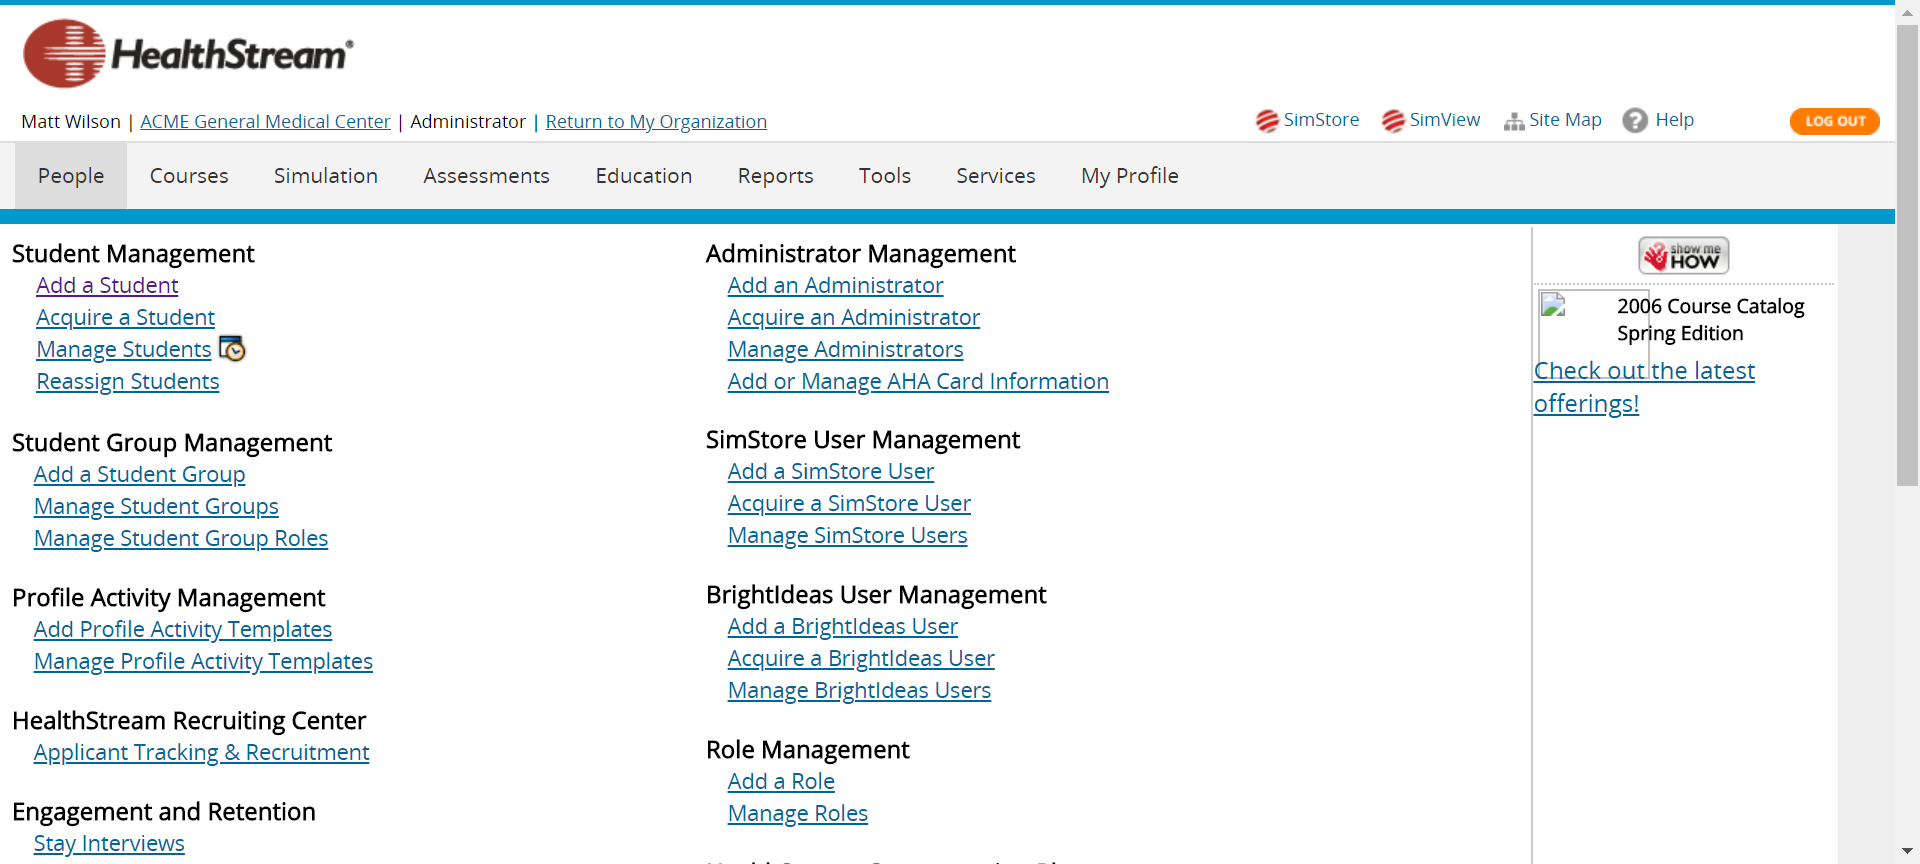 HealthStream
Matt Wilson | ACME General Medical Center | Administrator | Return to My Organization
SimStore SimView Site Map Help LOG OUT
People Courses Simulation Assessments Education Reports Tools Services My Profile
Student Management
Add a Student
Acquire a Student
Manage Students
Reassign Students
Student Group Management
Add a Student Group
Manage Student Groups
Manage Student Group Roles
Profile Activity Management
Add Profile Activity Templates
Manage Profile Activity Templates
HealthStream Recruiting Center
Applicant Tracking & Recruitment
Engagement and Retention
Stay Interviews
Administrator Management
Add an Administrator
Acquire an Administrator
Manage Administrators
Add or Manage AHA Card Information
SimStore User Management
Add a SimStore User
Acquire a SimStore User
Manage SimStore Users
BrightIdeas User Management
Add a BrightIdeas User
Acquire a BrightIdeas User
Manage BrightIdeas Users
Role Management
Add a Role
Manage Roles
show me
HOW
2006 Course Catalog
Spring Edition
Check out the latest
offerings!